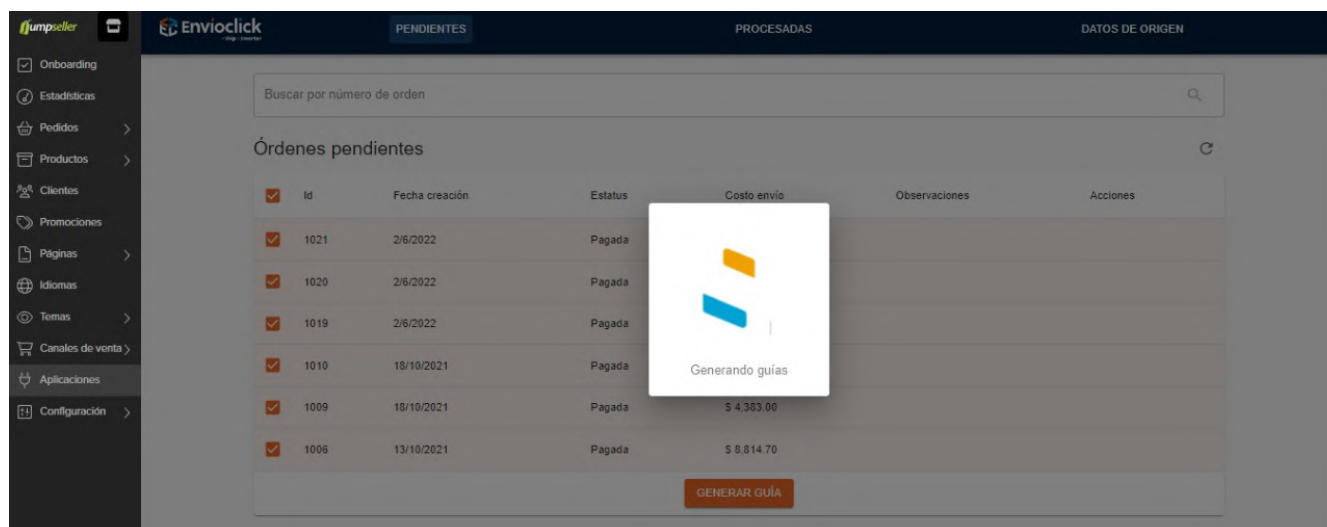 jumpseller
Envioclick
PENDIENTES
PROCESADAS
DATOS DE ORIGEN
Onboarding
Estadísticas
Pedidos
Productos
Clientes
Promociones
Páginas
Idiomas
Temas
Canales de venta
Aplicaciones
Configuración
Buscar por número de orden
Órdenes pendientes
Id Fecha creación Estatus Costo envío Observaciones Acciones
1021 2/6/2022 Pagada
1020 2/6/2022 Pagada
1019 2/6/2022 Pagada
1010 18/10/2021 Pagada
Generando guías
1009 18/10/2021 Pagada $ 4,383.00
1006 13/10/2021 Pagada $ 8,814.70
GENERAR GUÍA